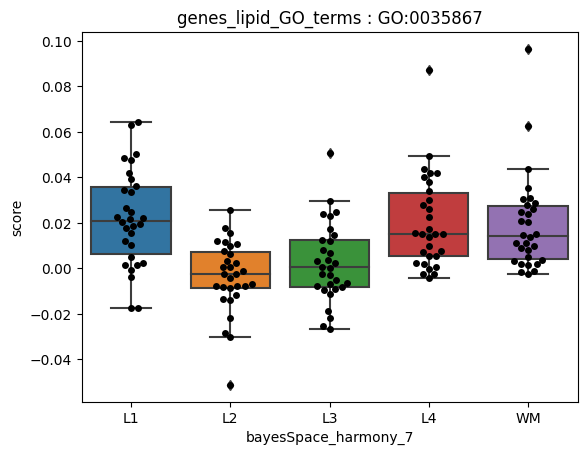 genes_lipid_GO_terms : GO:0035867
0.10
0.08
0.06
0.04
0.02
0.00
−0.02
−0.04
score
L1 L2 L3 L4 WM
bayesSpace_harmony_7